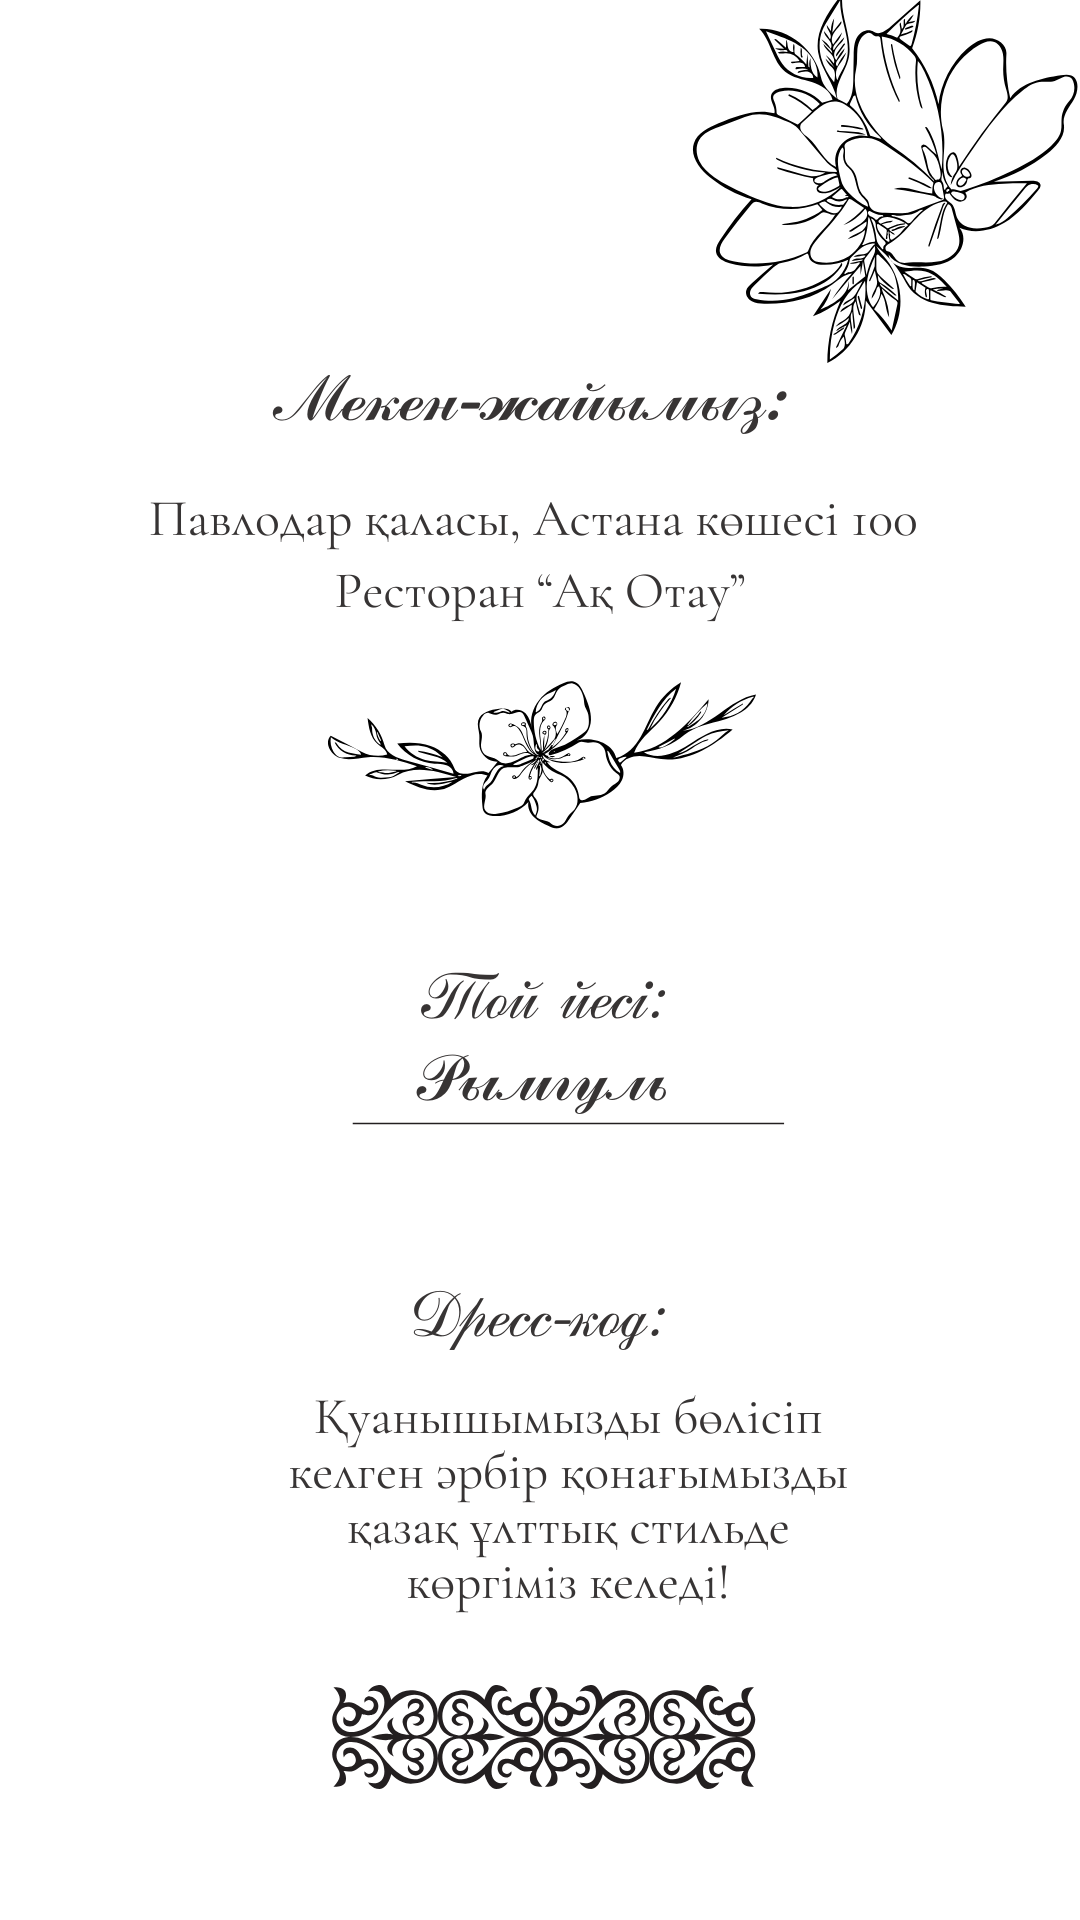 Мекен-жайымыз:
Павлодар қаласы, Астана көшесі 100
Ресторан “Ақ Отау”
Той йесі:
Рымгуль
Дресс-код:
Қуанышымызды бөлісіп
келген әрбір қонағымызды
қазақ ұлттық стильде
көргіміз келеді!